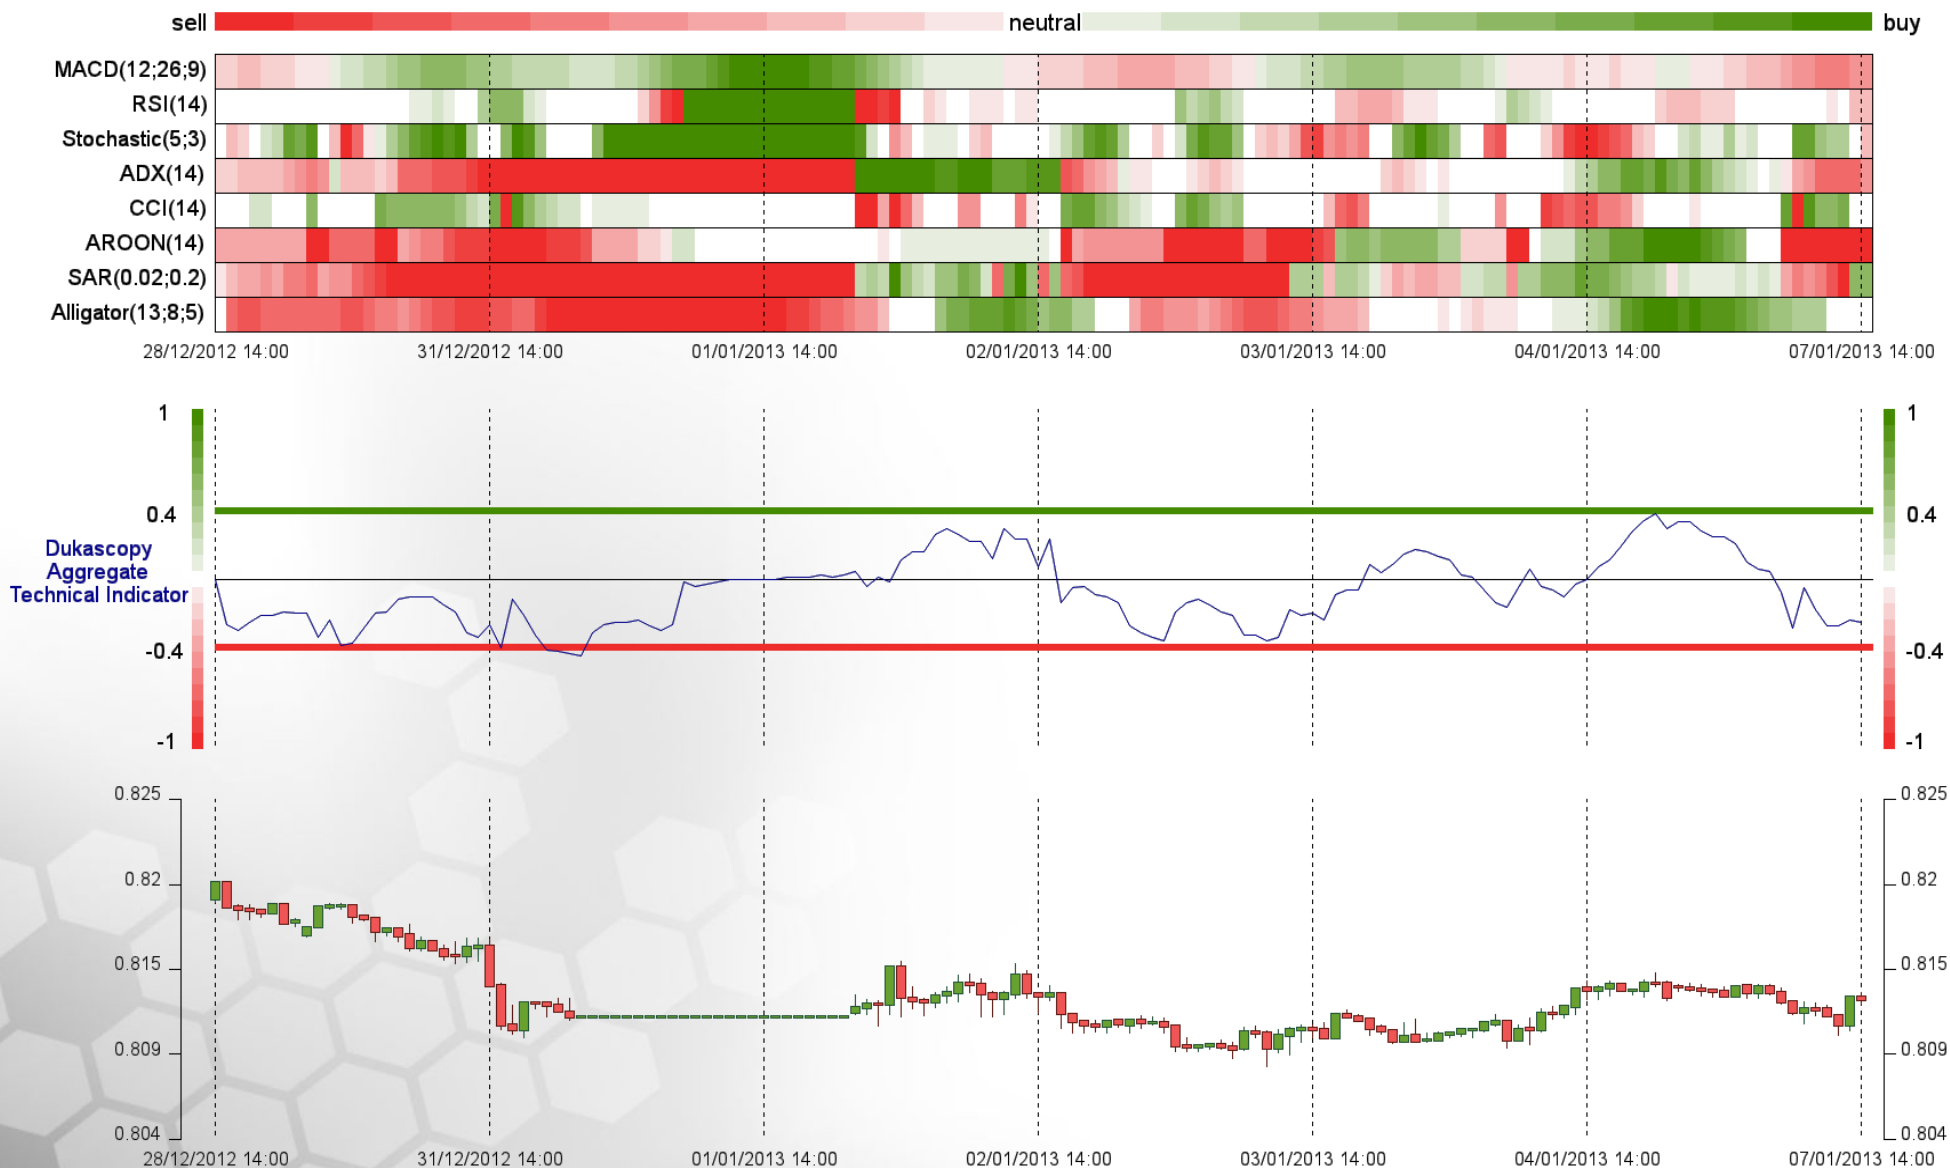 sell neutral buy
MACD(12;26;9)
RSI(14)
Stochastic(5;3)
ADX(14)
CCI(14)
AROON(14)
SAR(0.02;0.2)
Alligator(13;8;5)
28/12/2012 14:00 31/12/2012 14:00 01/01/2013 14:00 02/01/2013 14:00 03/01/2013 14:00 04/01/2013 14:00 07/01/2013 14:00
1 1
0.4 0.4
Dukascopy
Aggregate
Technical Indicator
-0.4 -0.4
-1 -1
0.825 0.825
0.82 0.82
0.815 0.815
0.809 0.809
0.804 0.804
28/12/2012 14:00 31/12/2012 14:00 01/01/2013 14:00 02/01/2013 14:00 03/01/2013 14:00 04/01/2013 14:00 07/01/2013 14:00